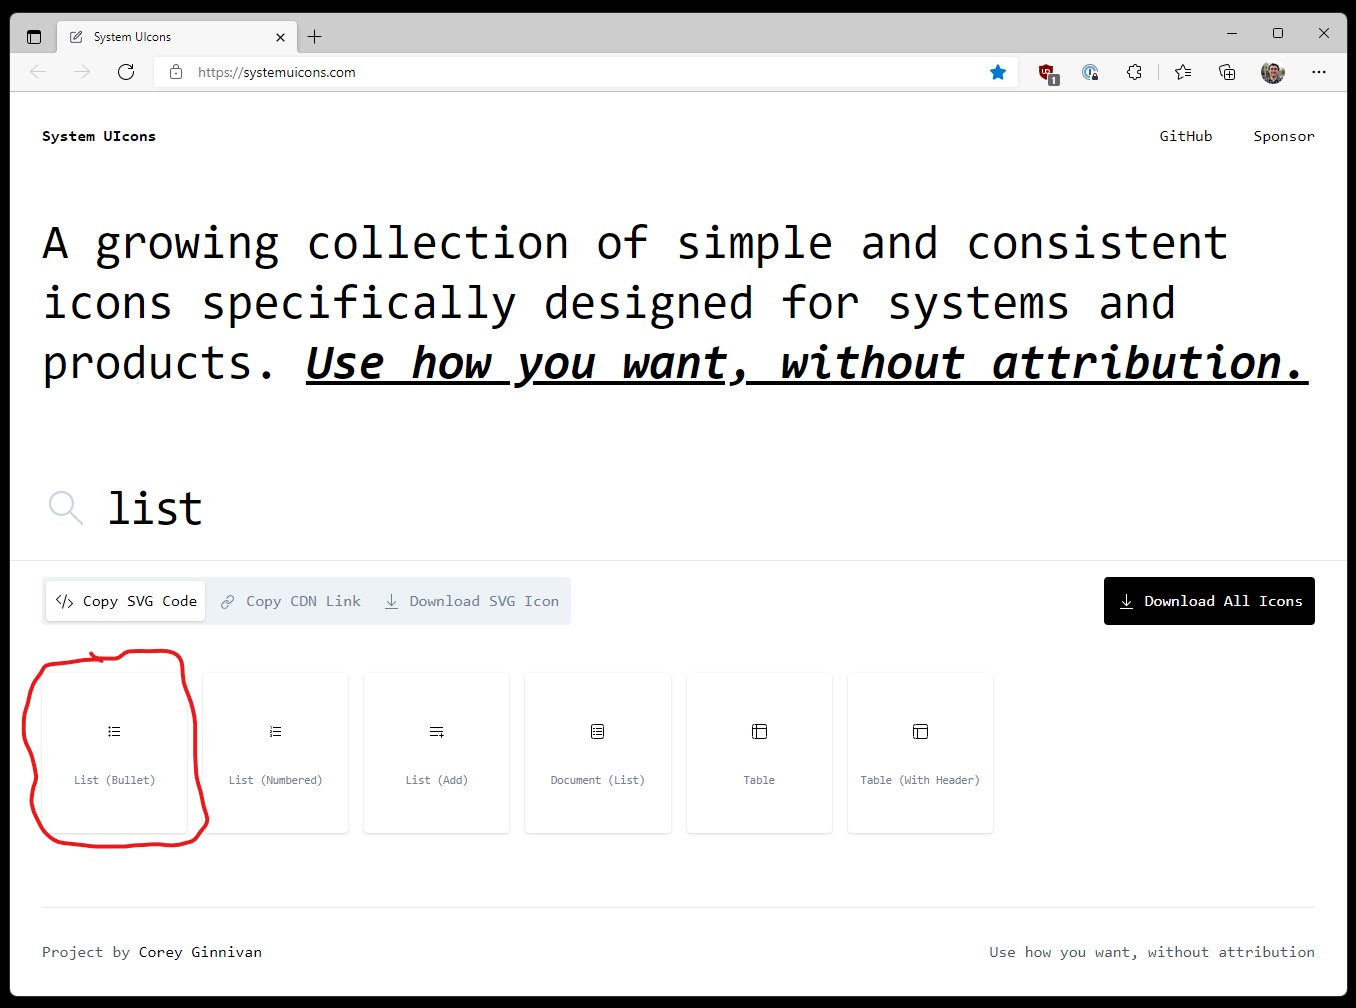 System UIcons
https://systemuicons.com
1
System UIcons
GitHub
Sponsor
A growing collection of simple and consistent
icons specifically designed for systems and
products. Use how you want, without attribution.
list
Copy SVG Code
Copy CDN Link
Download SVG Icon
Download All Icons
List (Bullet)
List (Numbered)
List (Add)
Document (List)
Table
Table (With Header)
Project by Corey Ginnivan
Use how you want, without attribution